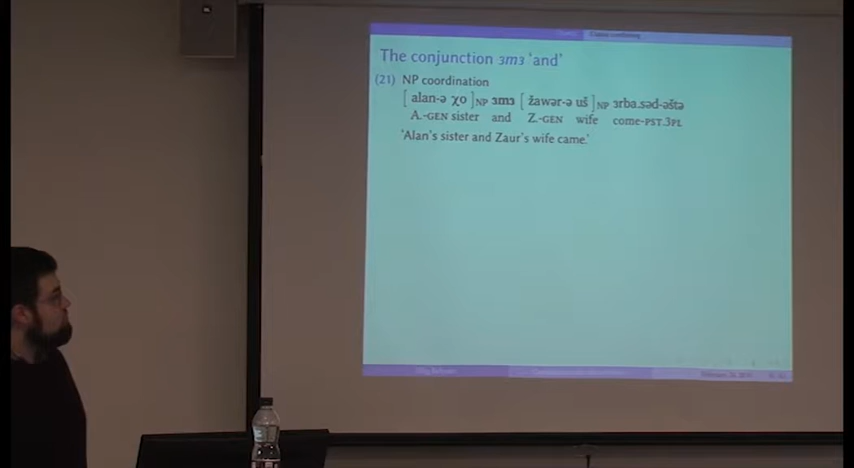 The conjunction ɜmɜ ‘and’
(21) NP coordination
[ alan-ə χo ]NP ɜmɜ [ žawər-ə uš ]NP ɜrba.səd-əštə
A.-GEN sister and Z.-GEN wife come-PST.3PL
‘Alan’s sister and Zaur’s wife came.’